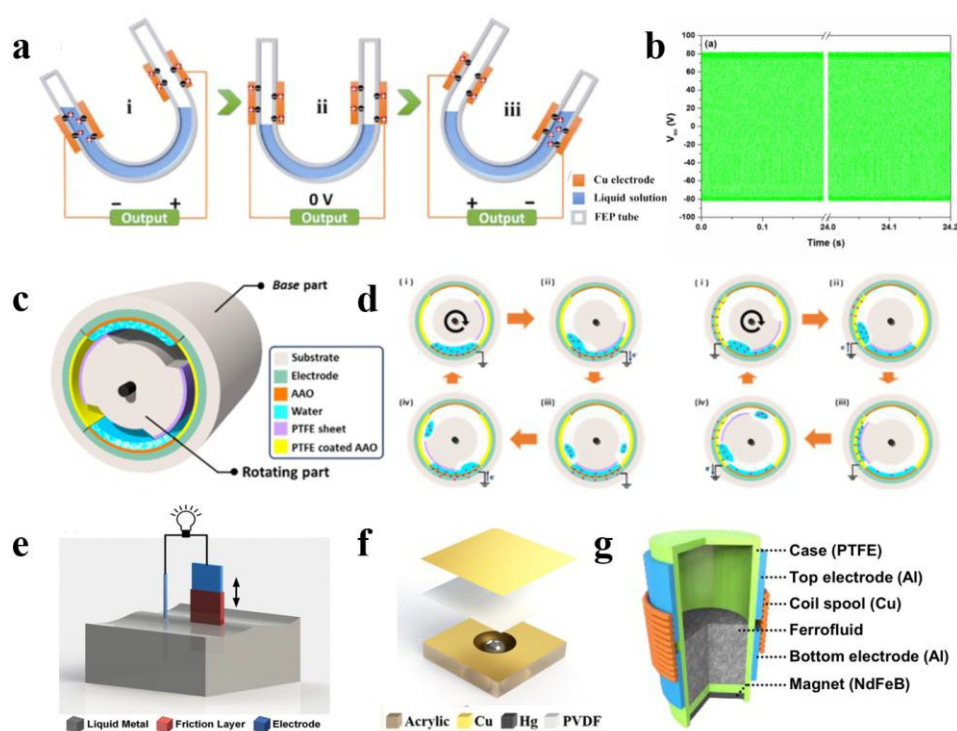 a
i
ii
iii
− +
0 V
+ −
Output
Output
Output
Cu electrode
Liquid solution
FEP tube
b
(a)
100
80
60
40
20
0
-20
-40
-60
-80
-100
Voc (V)
0.0 0.1 24.0 24.1 24.2
Time (s)
c
Base part
Substrate
Electrode
AAO
Water
PTFE sheet
PTFE coated AAO
Rotating part
d
(i) (ii)
(iv) (iii)
(i) (ii)
(iv) (iii)
e
Liquid Metal Friction Layer Electrode
f
Acrylic Cu Hg PVDF
g
Case (PTFE)
Top electrode (Al)
Coil spool (Cu)
Ferrofluid
Bottom electrode (Al)
Magnet (NdFeB)